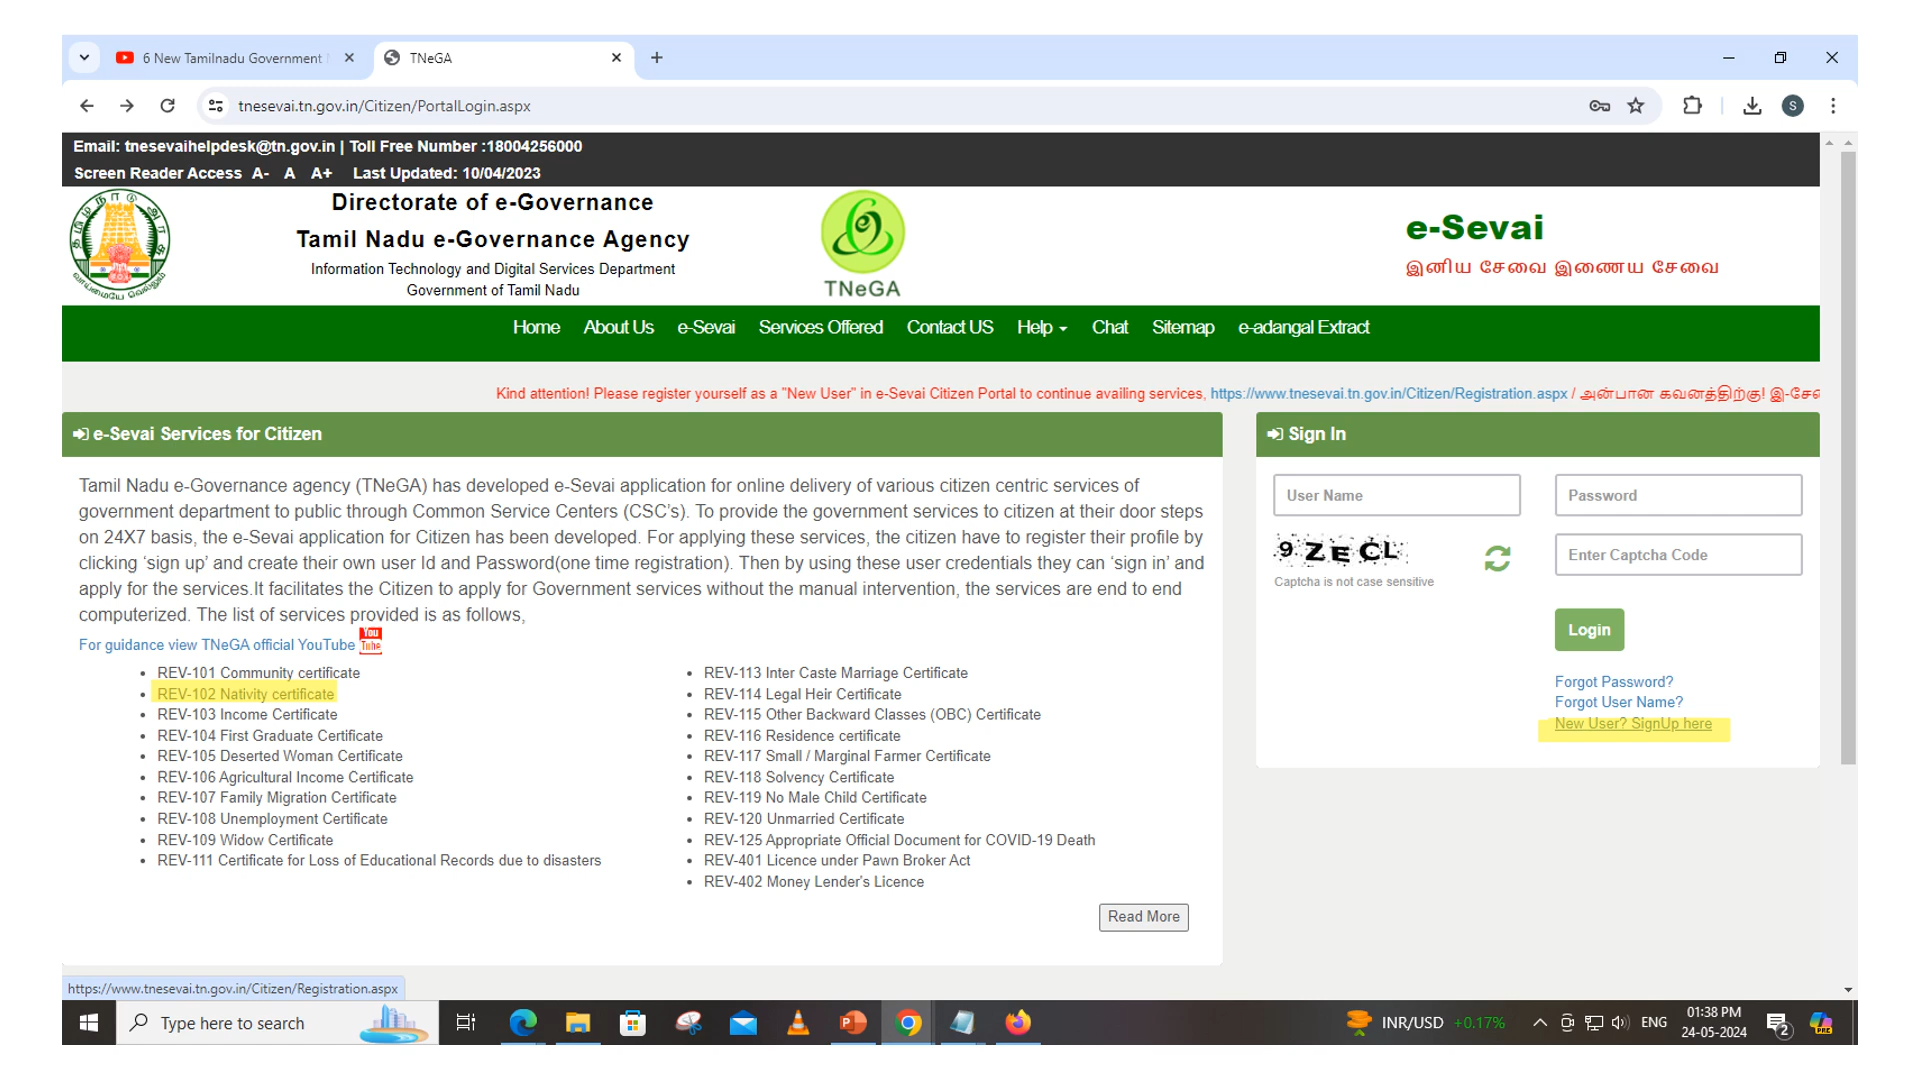 6 New Tamilnadu Government
TNeGA
tnesevai.tn.gov.in/Citizen/PortalLogin.aspx
S
Email: tnesevaihelpdesk@tn.gov.in | Toll Free Number :18004256000
Screen Reader Access A- A A+ Last Updated: 10/04/2023
Directorate of e-Governance
Tamil Nadu e-Governance Agency
Information Technology and Digital Services Department
Government of Tamil Nadu
TNeGA
e-Sevai
இனிய சேவை இணைய சேவை
Home About Us e-Sevai Services Offered Contact US Help Chat Sitemap e-adangal Extract
Kind attention! Please register yourself as a "New User" in e-Sevai Citizen Portal to continue availing services, https://www.tnesevai.tn.gov.in/Citizen/Registration.aspx / அன்பான கவனத்திற்கு! இ-சே
e-Sevai Services for Citizen
Tamil Nadu e-Governance agency (TNeGA) has developed e-Sevai application for online delivery of various citizen centric services of
government department to public through Common Service Centers (CSC's). To provide the government services to citizen at their door steps
on 24X7 basis, the e-Sevai application for Citizen has been developed. For applying these services, the citizen have to register their profile by
clicking ‘sign up’ and create their own user Id and Password(one time registration). Then by using these user credentials they can ‘sign in’ and
apply for the services.It facilitates the Citizen to apply for Government services without the manual intervention, the services are end to end
computerized. The list of services provided is as follows,
For guidance view TNeGA official YouTube You Tube
REV-101 Community certificate
REV-102 Nativity certificate
REV-103 Income Certificate
REV-104 First Graduate Certificate
REV-105 Deserted Woman Certificate
REV-106 Agricultural Income Certificate
REV-107 Family Migration Certificate
REV-108 Unemployment Certificate
REV-109 Widow Certificate
REV-111 Certificate for Loss of Educational Records due to disasters
REV-113 Inter Caste Marriage Certificate
REV-114 Legal Heir Certificate
REV-115 Other Backward Classes (OBC) Certificate
REV-116 Residence certificate
REV-117 Small / Marginal Farmer Certificate
REV-118 Solvency Certificate
REV-119 No Male Child Certificate
REV-120 Unmarried Certificate
REV-125 Appropriate Official Document for COVID-19 Death
REV-401 Licence under Pawn Broker Act
REV-402 Money Lender's Licence
Read More
Sign In
User Name
Password
9ZECL
Enter Captcha Code
Captcha is not case sensitive
Login
Forgot Password?
Forgot User Name?
New User? SignUp here
https://www.tnesevai.tn.gov.in/Citizen/Registration.aspx
Type here to search
INR/USD +0.17%
ENG
01:38 PM
24-05-2024
2